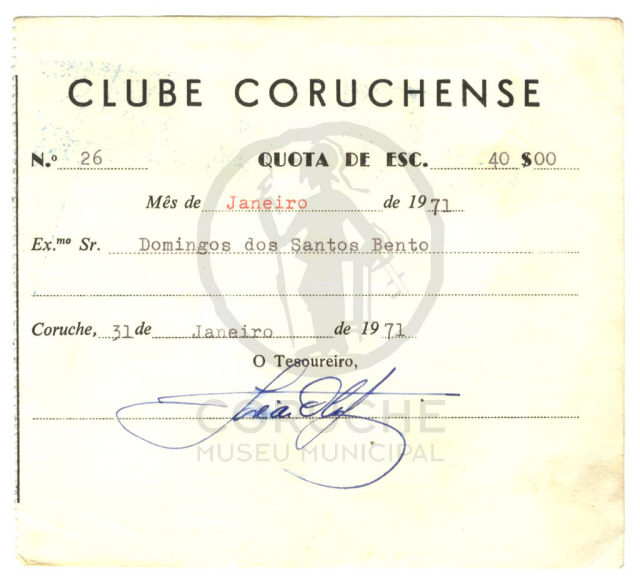 CLUBE CORUCHENSE
N.º 26 QUOTA DE ESC. 40 $00
Mês de Janeiro de 1971
Ex.mo Sr. Domingos dos Santos Bento
Coruche, 31 de Janeiro de 1971
O Tesoureiro,
CORUCHE
MUSEU MUNICIPAL